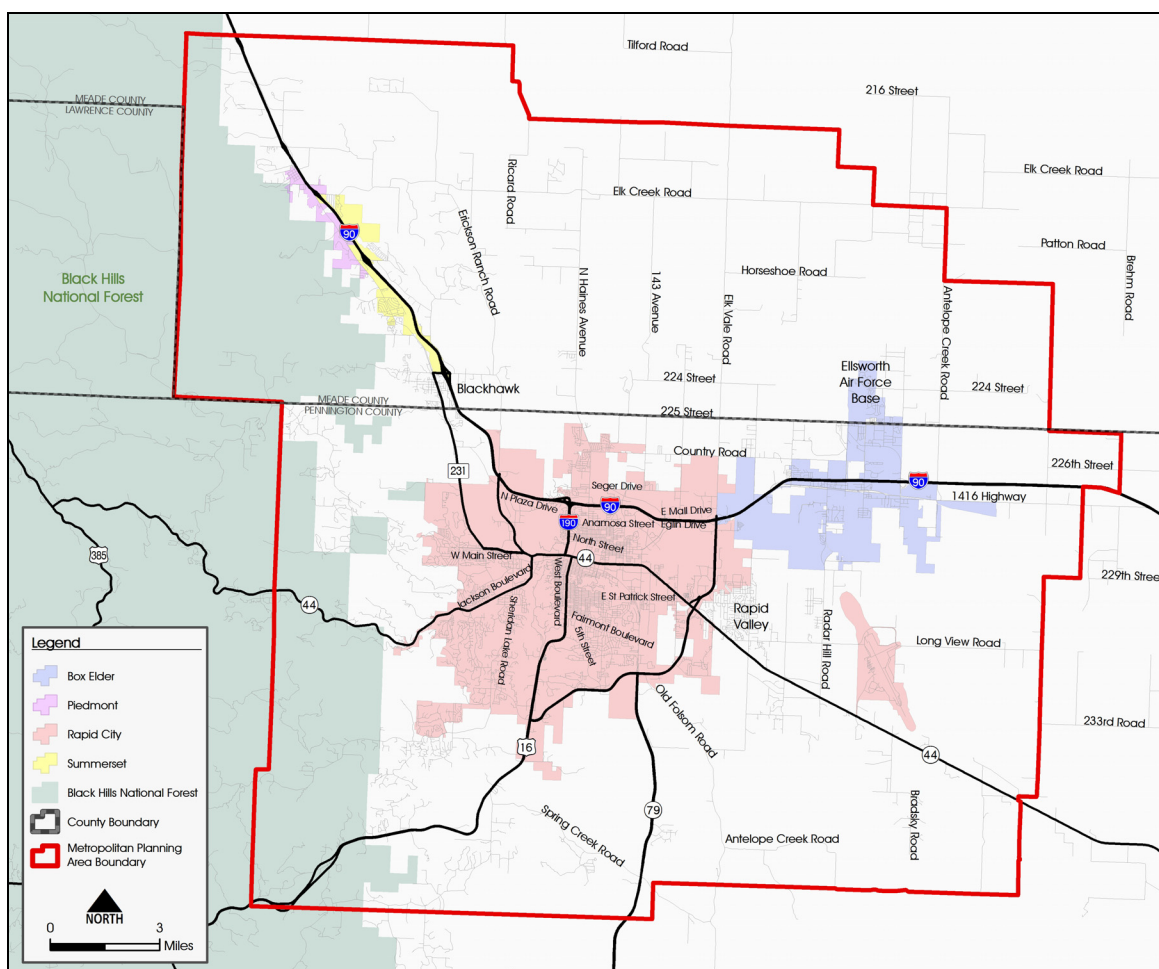 Tilford Road
216 Street
MEADE COUNTY
LAWRENCE COUNTY
Ricard Road
Elk Creek Road
Elk Creek Road
Erickson Ranch Road
90
Patton Road
Brehm Road
Black Hills
National Forest
Horseshoe Road
N Haines Avenue
143 Avenue
Elk Vale Road
Antelope Creek Road
Ellsworth
Air Force
Base
224 Street
224 Street
Blackhawk
MEADE COUNTY
PENNINGTON COUNTY
225 Street
Country Road
231
226th Street
Seger Drive
90
N Plaza Drive
90
E Mall Drive
1416 Highway
190
Anamosa Street
Eglin Drive
North Street
W Main Street
44
385
West Boulevard
229th Stree
Jackson Boulevard
44
E St Patrick Street
Rapid
Valley
Sheridan Lake Road
Fairmont Boulevard
5th Street
Radar Hill Road
Long View Road
Old Folsom Road
233rd Road
16
44
79
Spring Creek Road
Bradsky Road
Antelope Creek Road
Legend
Box Elder
Piedmont
Rapid City
Summerset
Black Hills National Forest
County Boundary
Metropolitan Planning
Area Boundary
NORTH
0 3
Miles